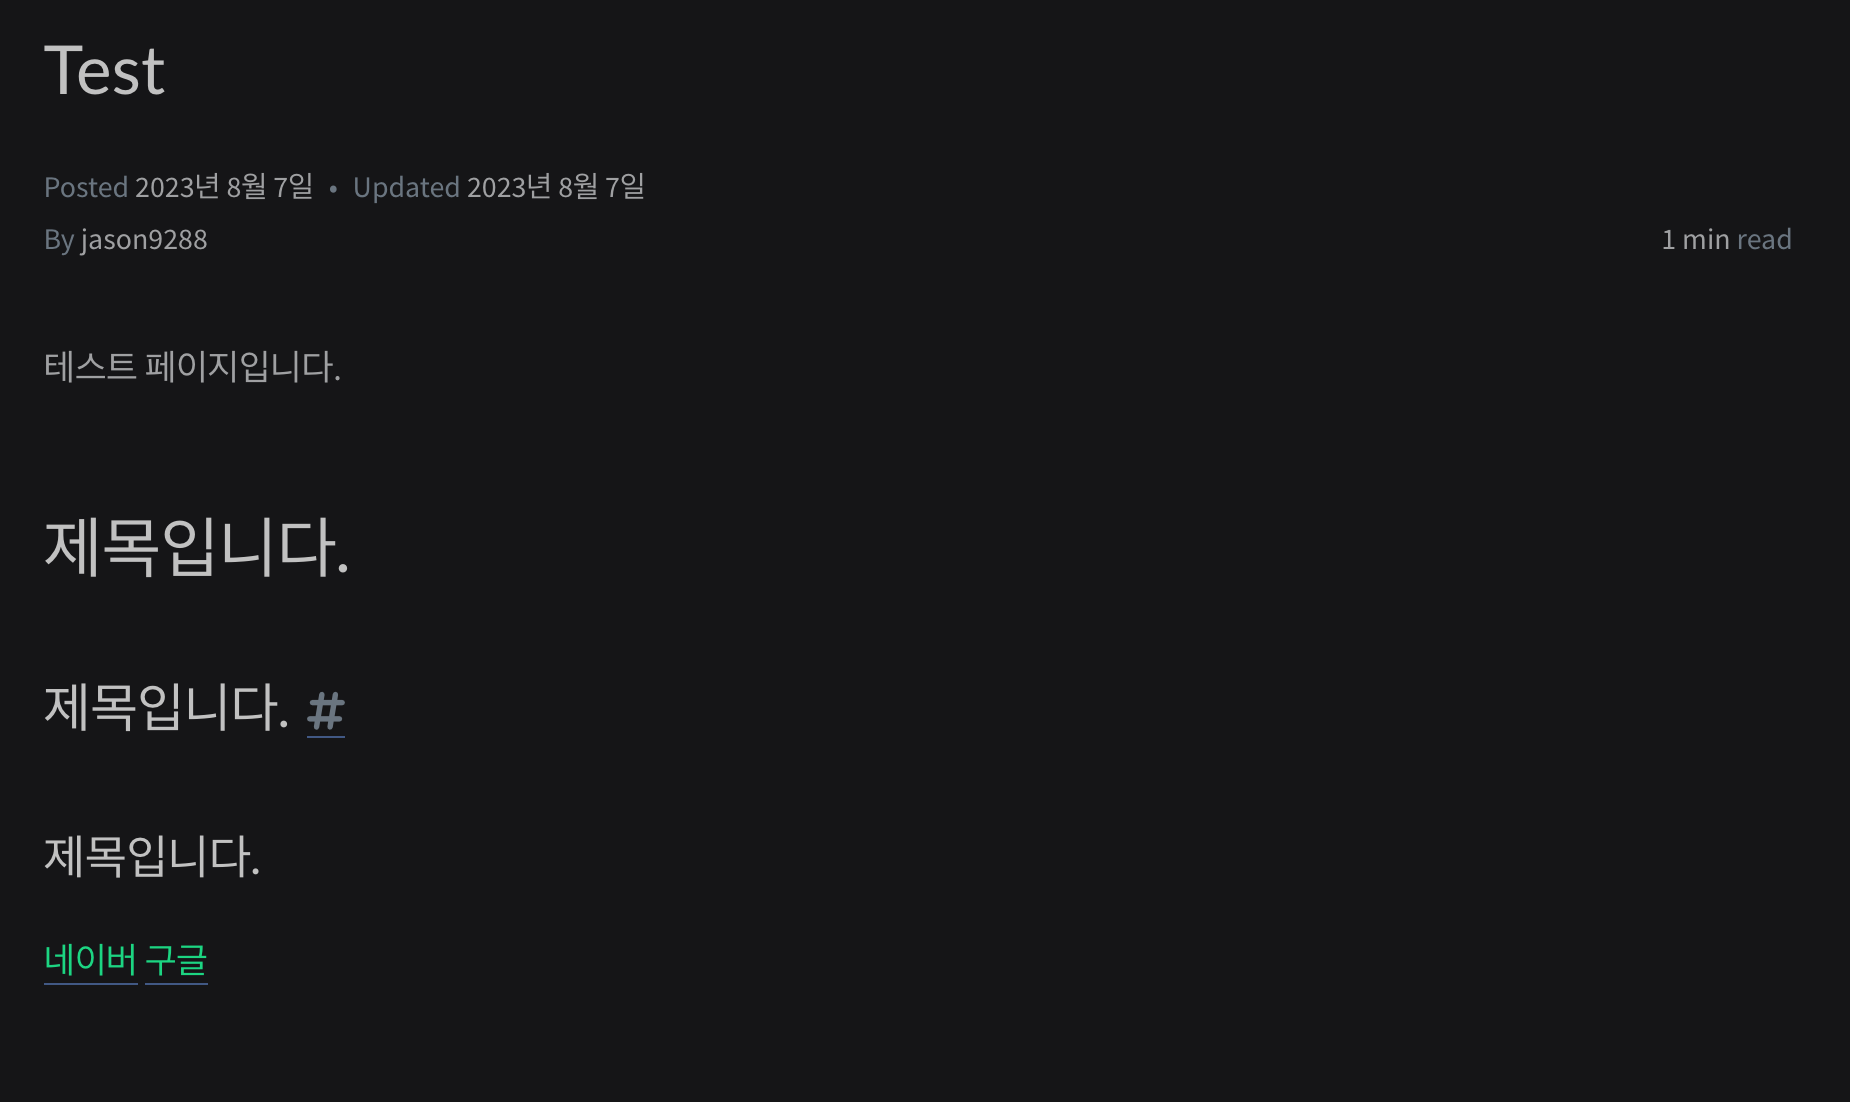 Test
Posted 2023년 8월 7일 • Updated 2023년 8월 7일
By jason9288 1 min read
테스트 페이지입니다.
제목입니다.
제목입니다. #
제목입니다.
네이버 구글